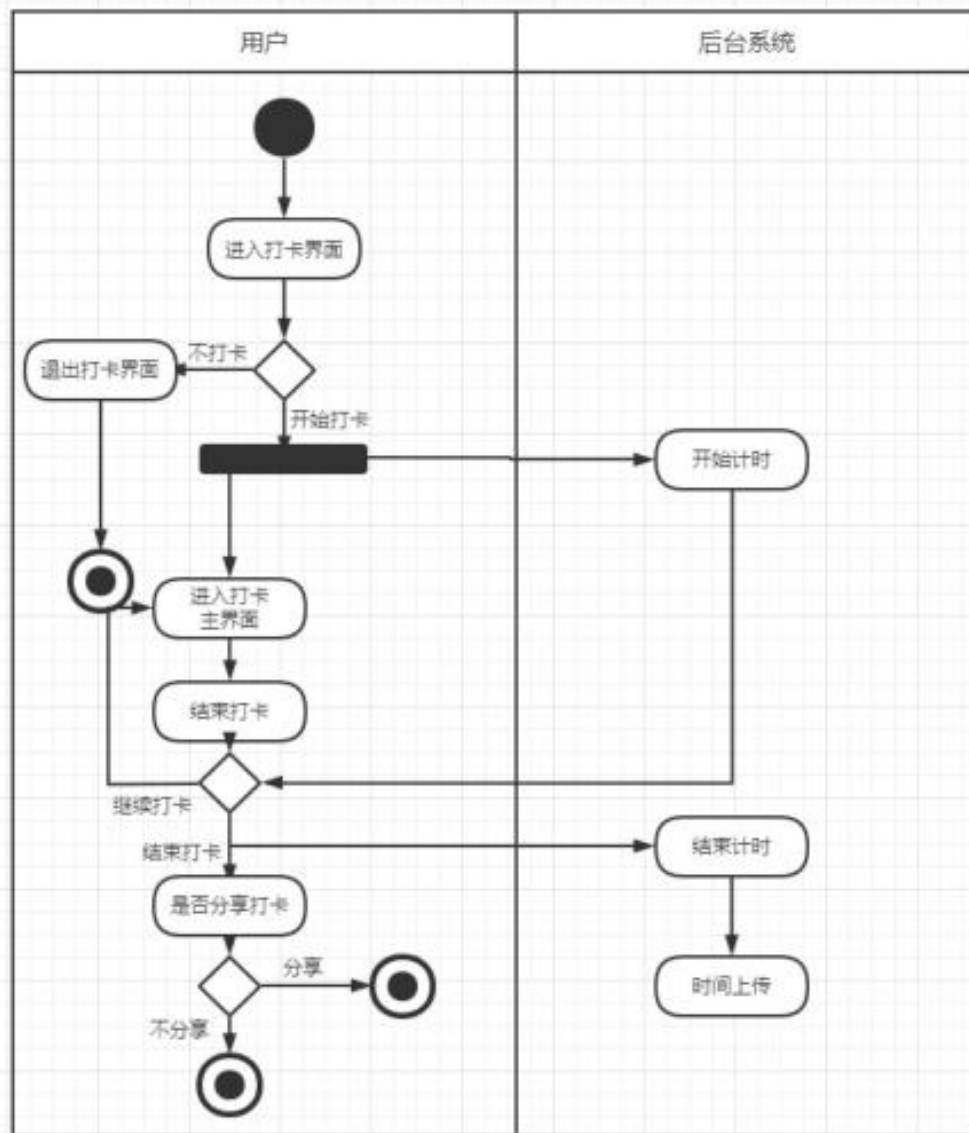 用户
后台系统
进入打卡界面
不打卡
退出打卡界面
开始打卡
开始计时
进入打卡
主界面
结束打卡
继续打卡
结束打卡
结束计时
是否分享打卡
分享
时间上传
不分享